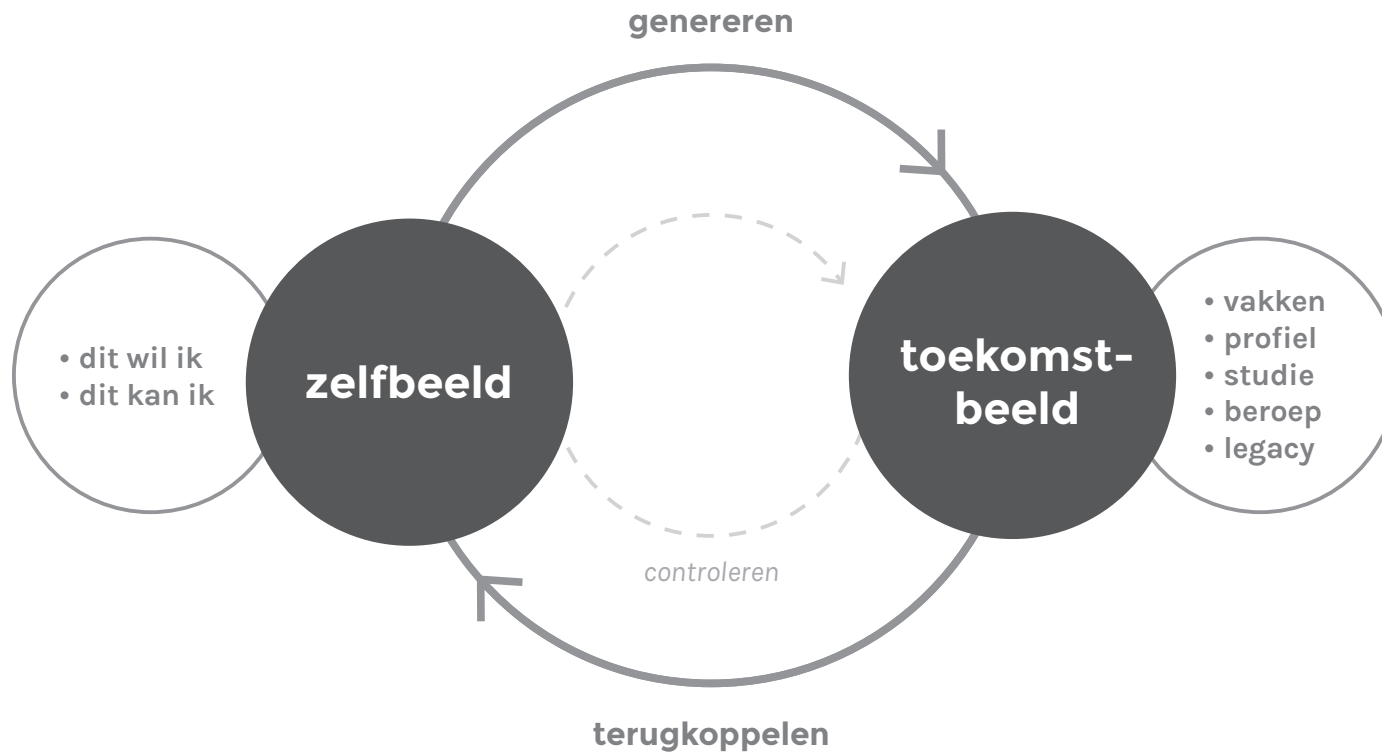 genereren
• dit wil ik
• dit kan ik
zelfbeeld
toekomst-
beeld
• vakken
• profiel
• studie
• beroep
• legacy
controleren
terugkoppelen